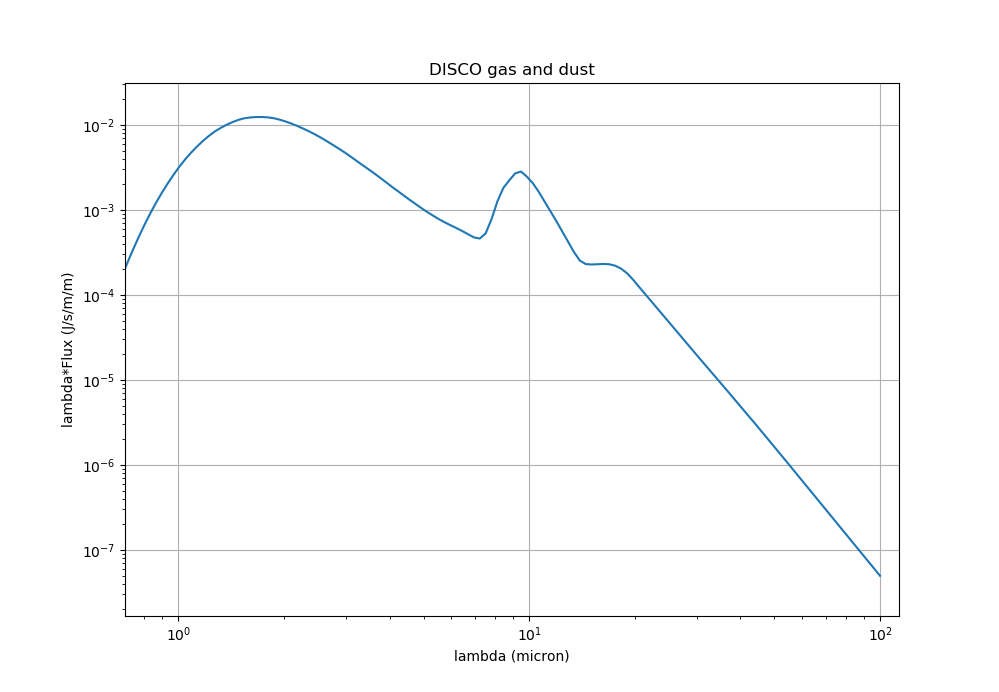 DISCO gas and dust
lambda*Flux (J/s/m/m)
10⁻²
10⁻³
10⁻⁴
10⁻⁵
10⁻⁶
10⁻⁷
10⁰ 10¹ 10²
lambda (micron)